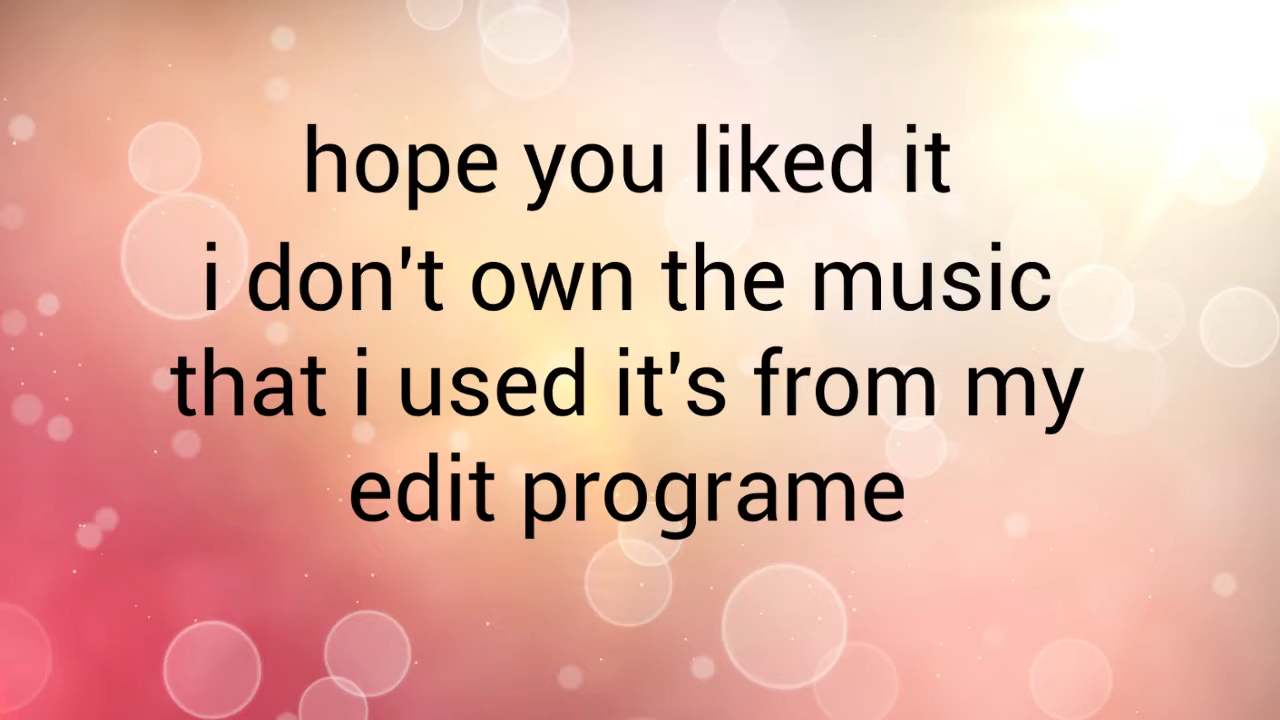 hope you liked it
i don't own the music
that i used it's from my
edit programe